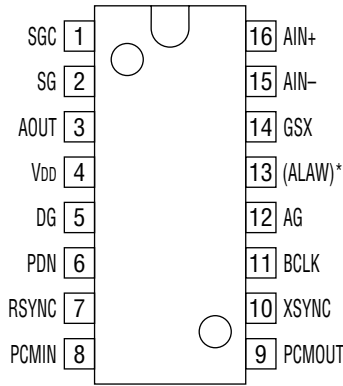 SGC 1 16 AIN+
SG 2 15 AIN–
AOUT 3 14 GSX
VDD 4 13 (ALAW)*
DG 5 12 AG
PDN 6 11 BCLK
RSYNC 7 10 XSYNC
PCMIN 8 9 PCMOUT